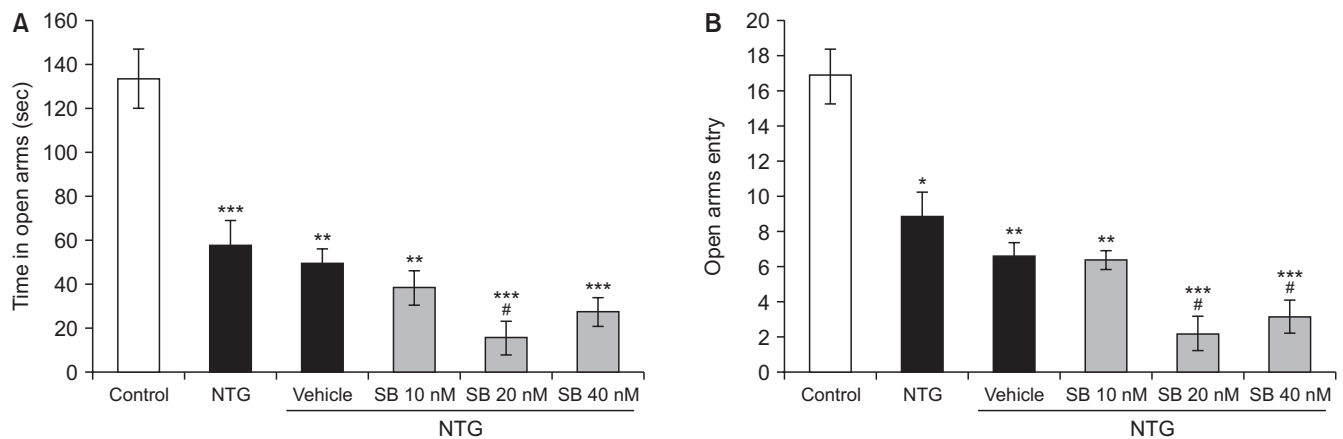 A
Time in open arms (sec)
160
140
120
100
80
60
40
20
0
***
**
**
***
#
***
Control
NTG
Vehicle
SB 10 nM
SB 20 nM
SB 40 nM
NTG
B
Open arms entry
20
18
16
14
12
10
8
6
4
2
0
*
**
**
***
#
***
#
Control
NTG
Vehicle
SB 10 nM
SB 20 nM
SB 40 nM
NTG